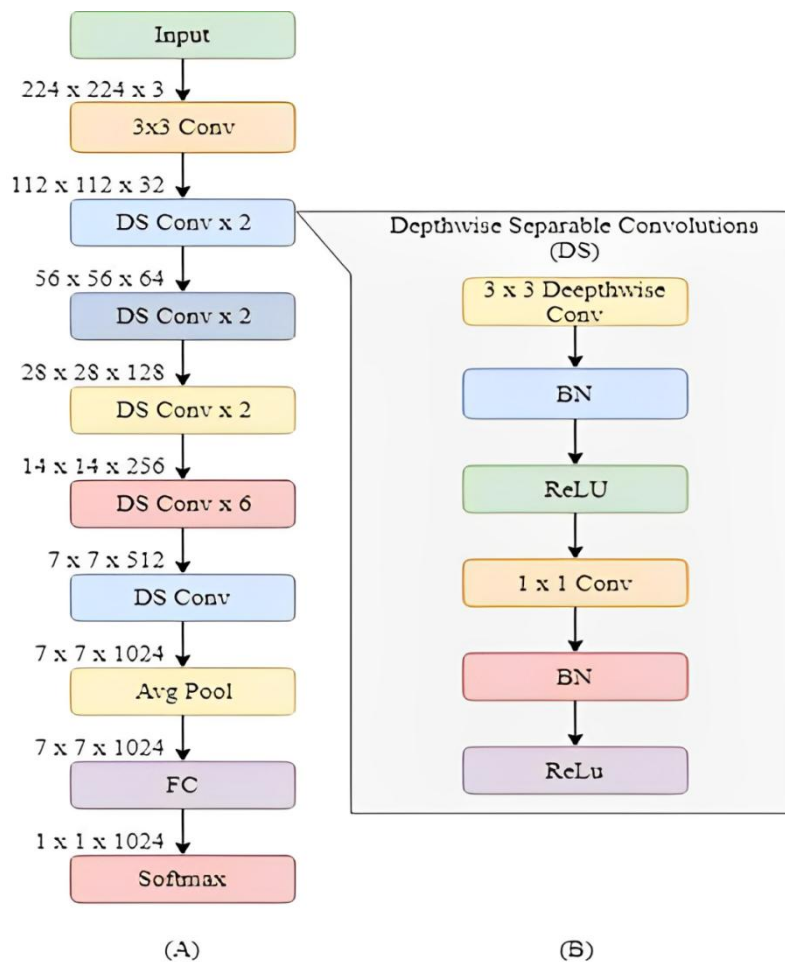 Input
224 x 224 x 3
3x3 Conv
112 x 112 x 32
DS Conv x 2
56 x 56 x 64
DS Conv x 2
28 x 28 x 128
DS Conv x 2
14 x 14 x 256
DS Conv x 6
7 x 7 x 512
DS Conv
7 x 7 x 1024
Avg Pool
7 x 7 x 1024
FC
1 x 1 x 1024
Softmax
(A)
Depthwise Separable Convolutions
(DS)
3 x 3 Deepthwise
Conv
BN
ReLU
1 x 1 Conv
BN
ReLu
(B)